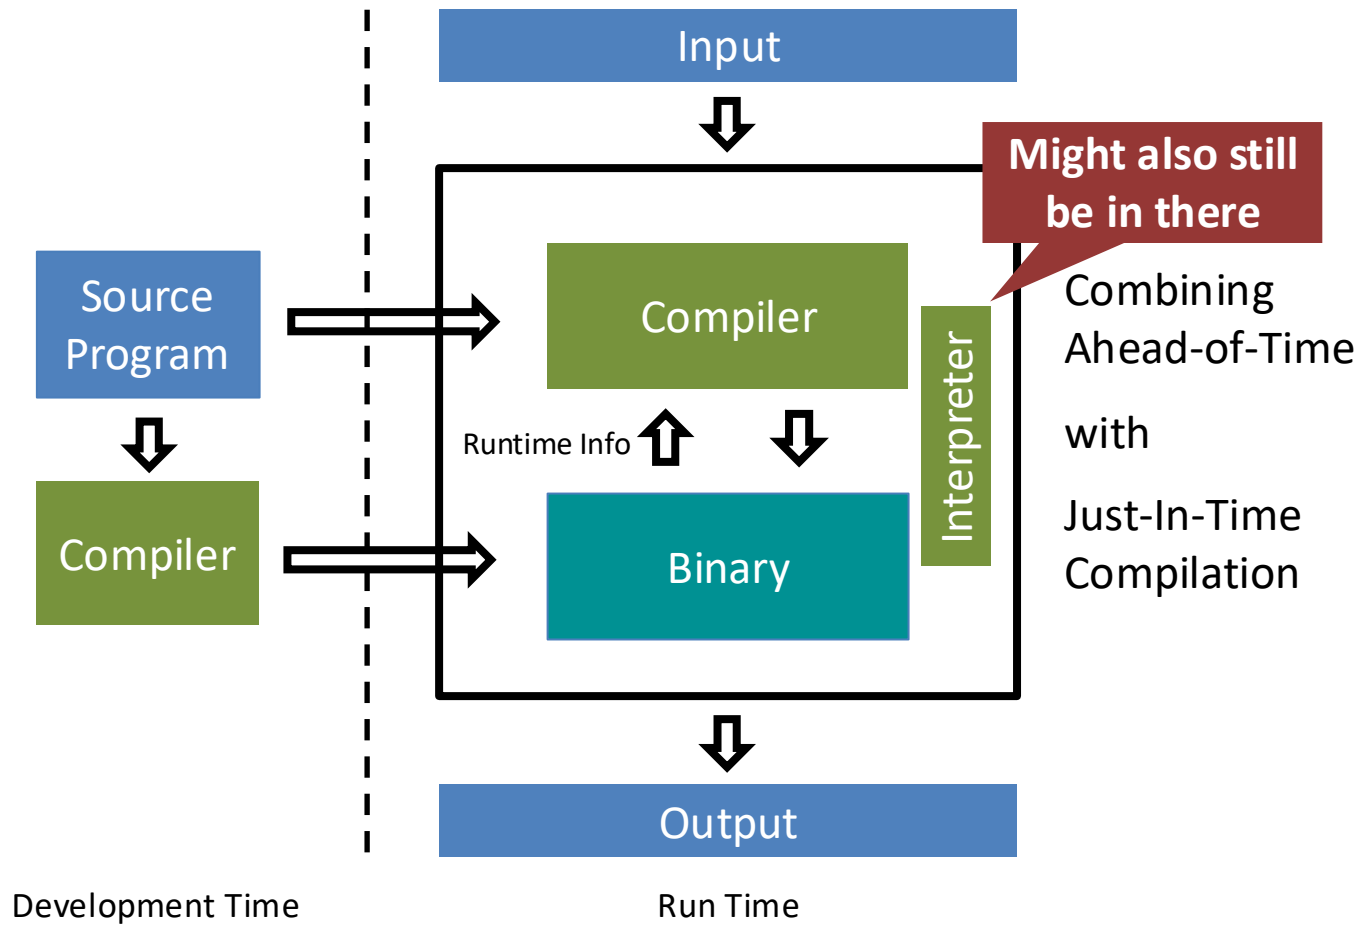 Input
Might also still
be in there
Source
Program
Compiler
Combining
Ahead-of-Time
with
Just-In-Time
Compilation
Runtime Info
Interpreter
Compiler
Binary
Output
Development Time
Run Time